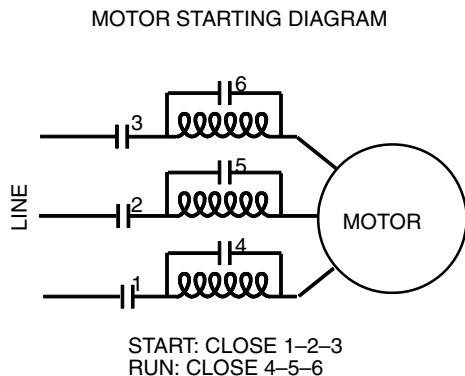 MOTOR STARTING DIAGRAM
6
3
5
LINE
2
MOTOR
4
1
START: CLOSE 1–2–3
RUN: CLOSE 4–5–6